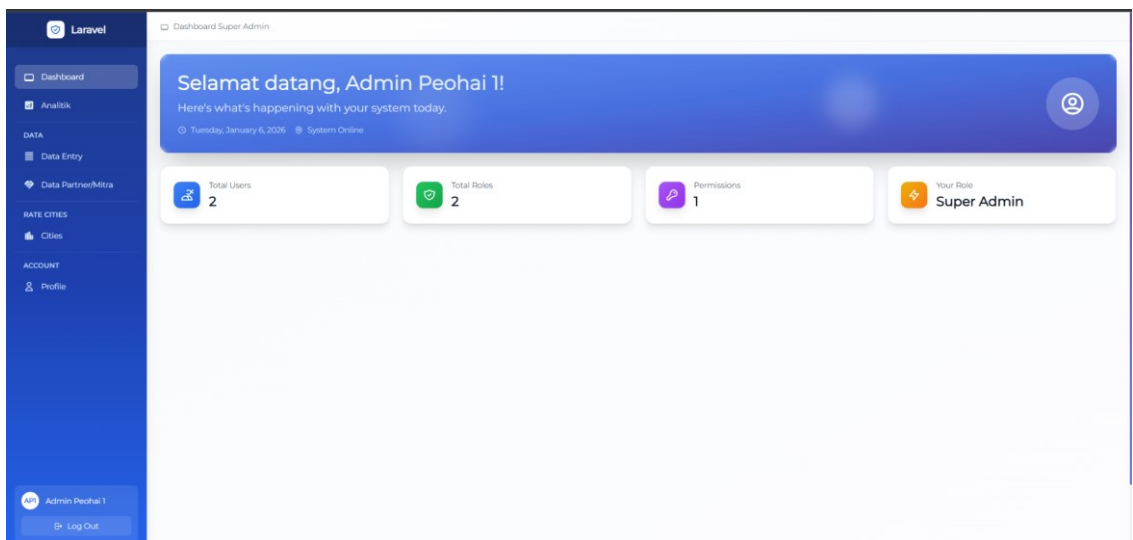 Laravel
Dashboard
Analitik
DATA
Data Entry
Data Partner/Mitra
RATE CITIES
Cities
ACCOUNT
Profile
API
Admin Peohai 1
Log Out
Dashboard Super Admin
Selamat datang, Admin Peohai 1!
Here's what's happening with your system today.
Tuesday, January 6, 2026 System Online
Total Users
2
Total Roles
2
Permissions
1
Your Role
Super Admin